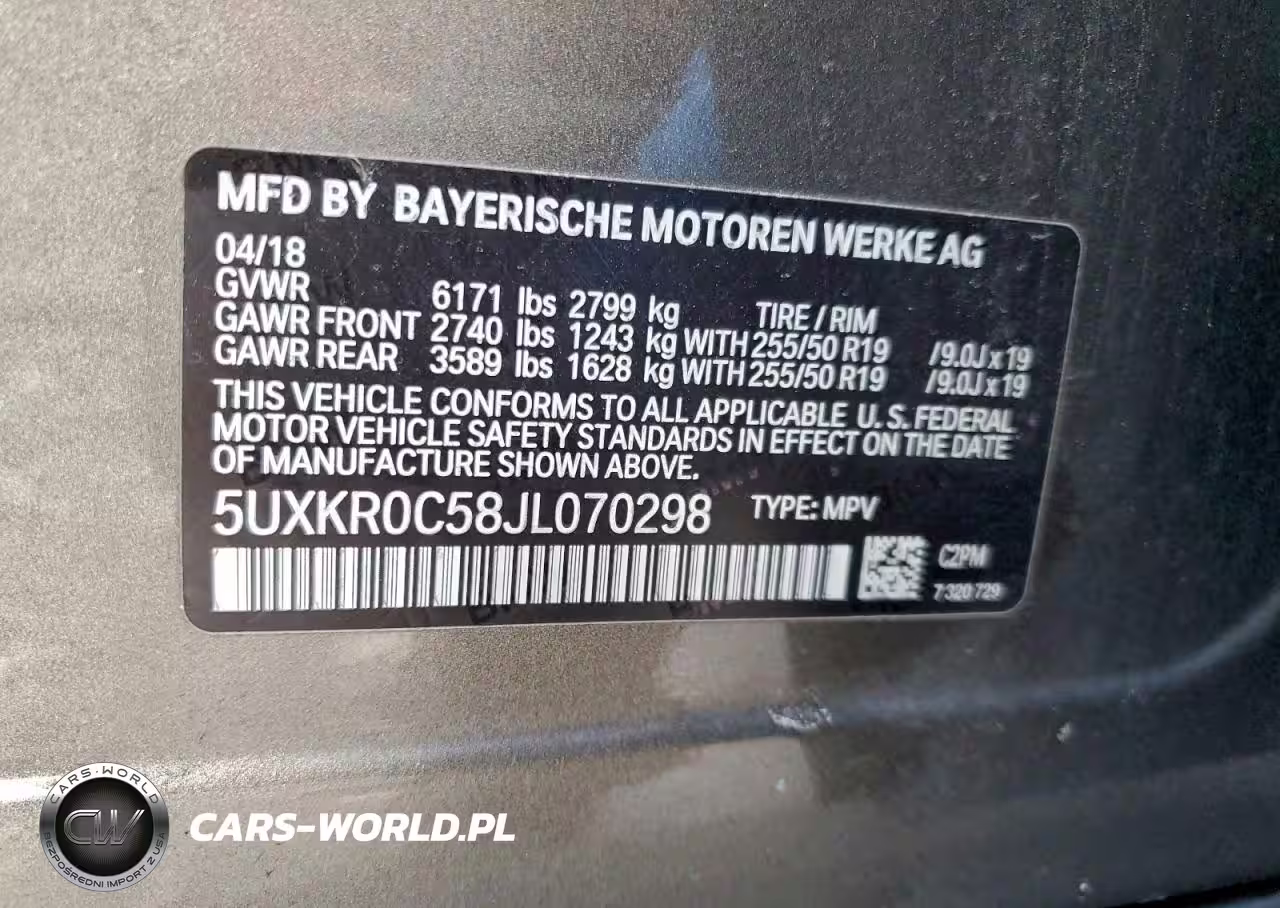 MFD BY BAYERISCHE MOTOREN WERKE AG
04/18
GVWR 6171 lbs 2799 kg TIRE / RIM
GAWR FRONT 2740 lbs 1243 kg WITH 255/50 R19 /9.0J x 19
GAWR REAR 3589 lbs 1628 kg WITH 255/50 R19 /9.0J x 19
THIS VEHICLE CONFORMS TO ALL APPLICABLE U.S. FEDERAL
MOTOR VEHICLE SAFETY STANDARDS IN EFFECT ON THE DATE
OF MANUFACTURE SHOWN ABOVE.
5UXKR0C58JL070298 TYPE: MPV
C2PM
7 320 729
CARS-WORLD
CW
BEZPOŚREDNI IMPORT Z USA
CARS-WORLD.PL